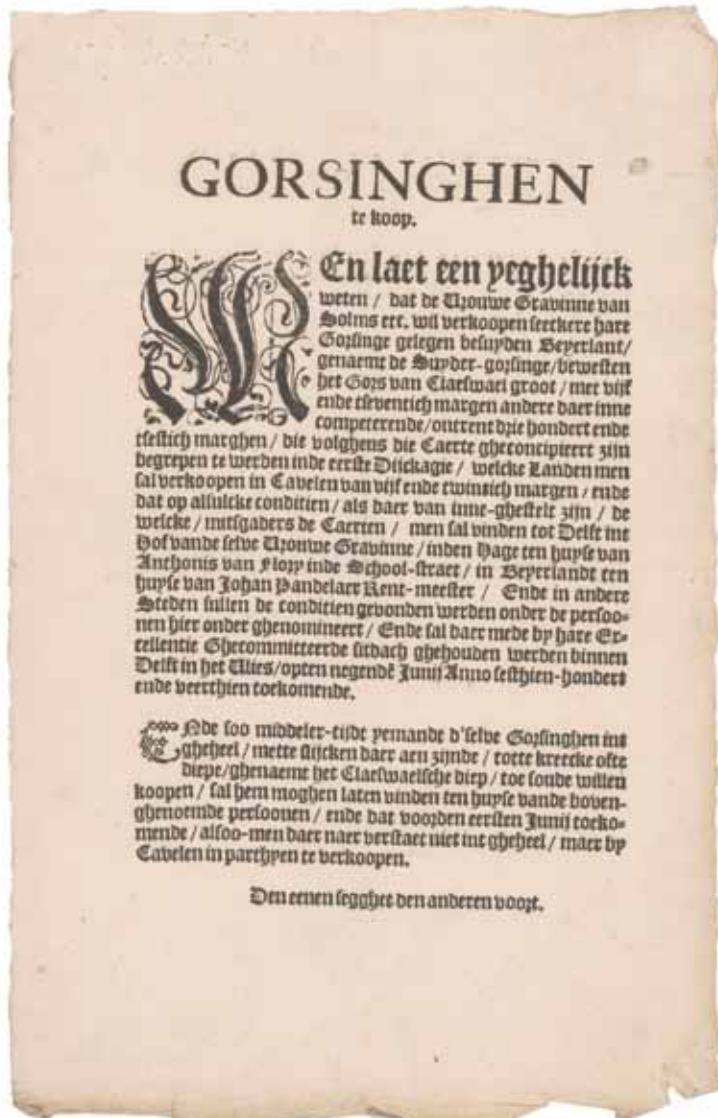 GORSINGHEN
te koop.
MEn laet een yeghelijck
weten / dat de Vrouwe Gravinne van
Solms etc. wil verkoopen seeckere hare
Gorsinge gelegen besuyden Beyerlant /
genaemt de Suyder-gorsinge / bewesten
het Gors van Claeswael groot / met vijf
ende tseventich margen andere daer inne
competerende / ontrent drie hondert ende
tsestich marghen / die volghens die Caerte gheconcipieert zijn
begrepen te werden inde eerste Dijckagie / welcke Landen men
sal verkoopen in Cavelen van vijf ende twintich margen / ende
dat op alsulcke conditien / als daer van inne-ghestelt zijn / de
welcke / mitsgaders de Caerten / men sal vinden tot Delft int
Hof vande selve Vrouwe Gravinne / inden Hage ten huyse van
Anthonis van Flory inde School-straet / in Beyerlandt ten
huyse van Johan Pandelaer Rent-meester / Ende in andere
Steden sullen de conditien gevonden werden onder de persoo-
nen hier onder ghenomineert / Ende sal daer mede by hare Ex-
cellentie Ghecommitteerde sitdach ghehouden werden binnen
Delft in het Vlies / opten negendē Junij Anno sesthien-hondert
ende veerthien toekomende.
ENde soo middeler-tijdt yemandt d'selve Gorsinghen int
gheheel / mette slijcken daer aen zijnde / totte kreecke ofte
diepe / ghenaemt het Claeswaelsche diep / toe soude willen
koopen / sal hem moghen laten vinden ten huyse vande boven-
ghenoemde persoonen / ende dat voorden eersten Junij toeko-
mende / alsoo-men daer naer verstaet niet int gheheel / maer by
Cavelen in parthyen te verkoopen.
Den eenen segghet den anderen voort.